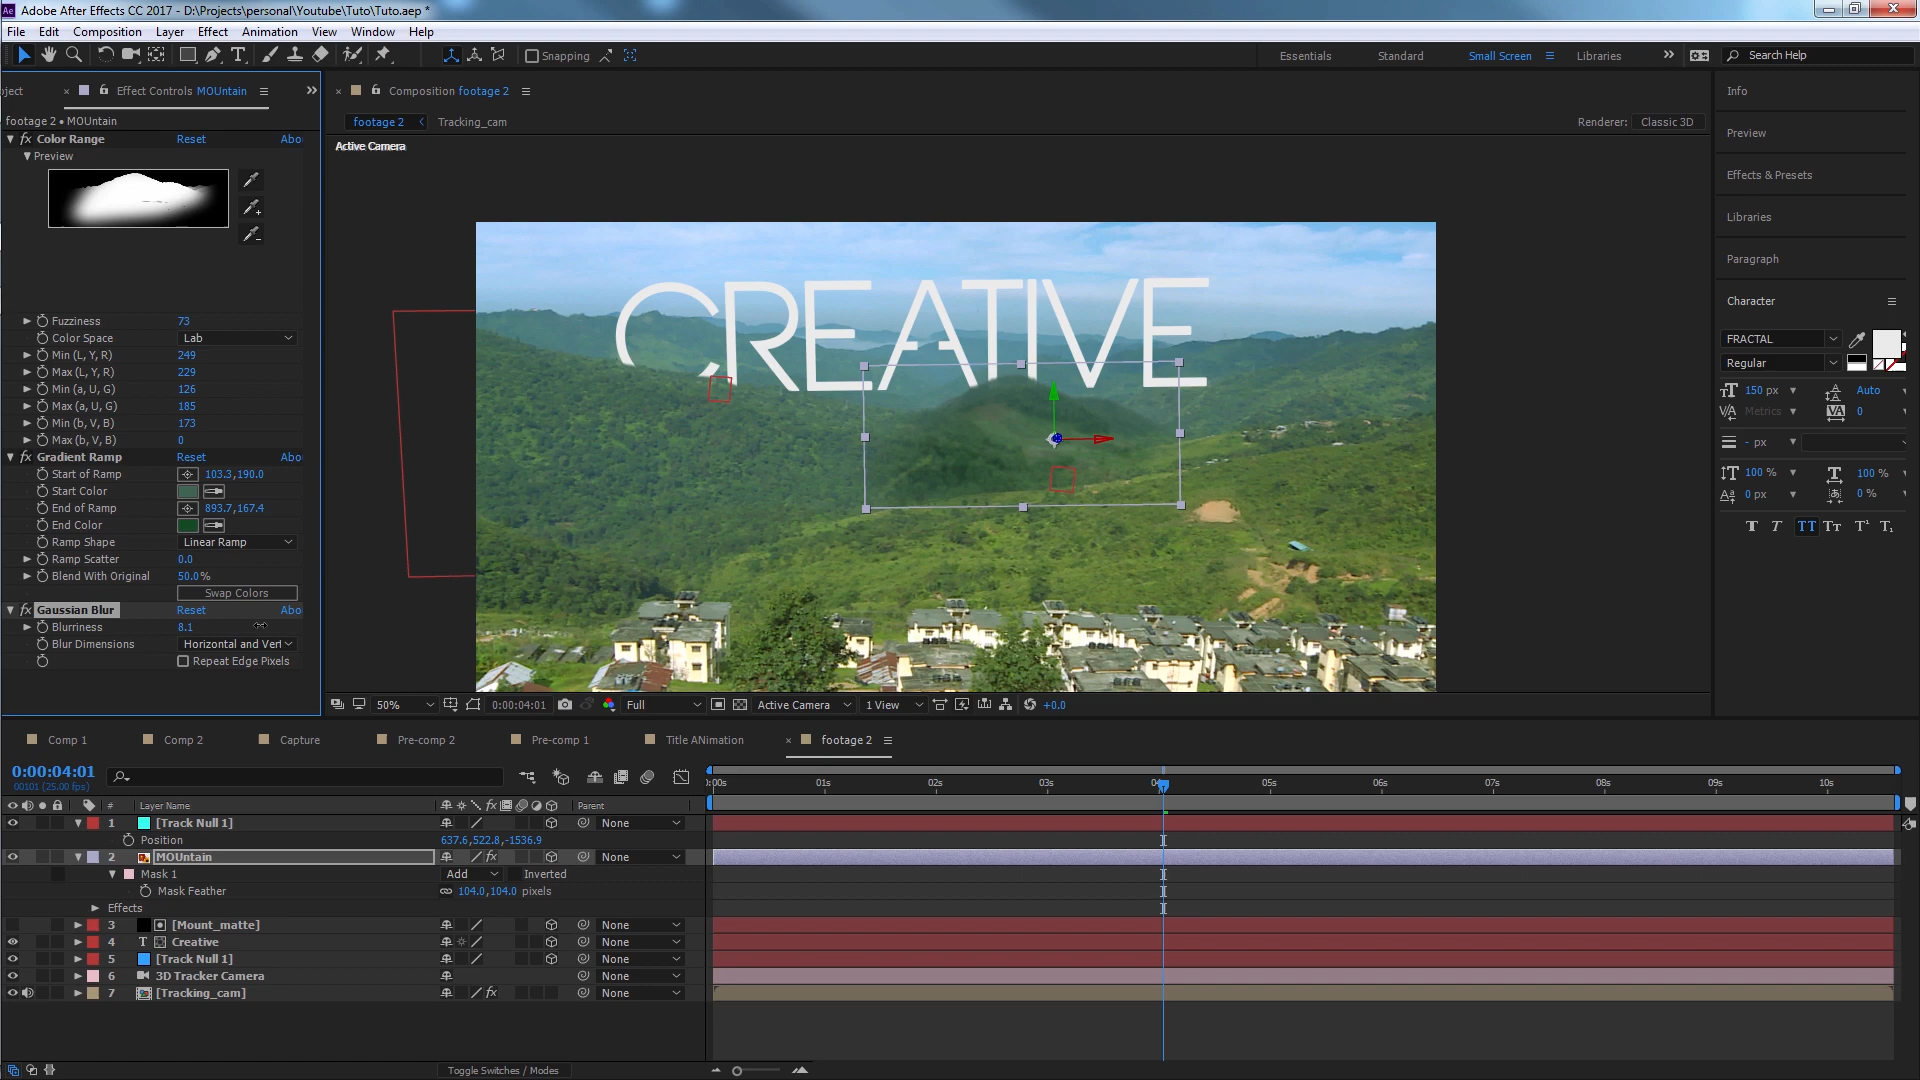 Adobe After Effects CC 2017 - D:\Projects\personal\Youtube\Tuto\Tuto.aep *
File Edit Composition Layer Effect Animation View Window Help
Snapping Essentials Standard Small Screen Libraries Search Help
ject Effect Controls MOUntain
footage 2 • MOUntain
Color Range Reset Abo
Preview
Fuzziness 73
Color Space Lab
Min (L, Y, R) 249
Max (L, Y, R) 229
Min (a, U, G) 126
Max (a, U, G) 185
Min (b, V, B) 173
Max (b, V, B) 0
Gradient Ramp Reset Abo
Start of Ramp 103.3,190.0
Start Color
End of Ramp 893.7,167.4
End Color
Ramp Shape Linear Ramp
Ramp Scatter 0.0
Blend With Original 50.0%
Swap Colors
Gaussian Blur Reset Abo
Blurriness 8.1
Blur Dimensions Horizontal and Vert
Repeat Edge Pixels
Composition footage 2
footage 2 Tracking_cam
Renderer: Classic 3D
Active Camera
CREATIVE
50% 0:00:04:01 Full Active Camera 1 View +0.0
Info
Preview
Effects & Presets
Libraries
Paragraph
Character
FRACTAL
Regular
150 px Auto
Metrics 0
- px
100 % 100 %
0 px 0 %
T T TT Tt T¹ T₁
Comp 1 Comp 2 Capture Pre-comp 2 Pre-comp 1 Title ANimation footage 2
0:00:04:01
00101 (25.00 fps)
# Layer Name Parent
):00s 01s 02s 03s 04s 05s 06s 07s 08s 09s 10s
1 [Track Null 1] None
Position 637.6,522.8,-1536.9
2 MOUntain None
Mask 1 Add Inverted
Mask Feather 104.0,104.0 pixels
Effects
3 [Mount_matte] None
4 T Creative None
5 [Track Null 1] None
6 3D Tracker Camera None
7 [Tracking_cam] None
Toggle Switches / Modes